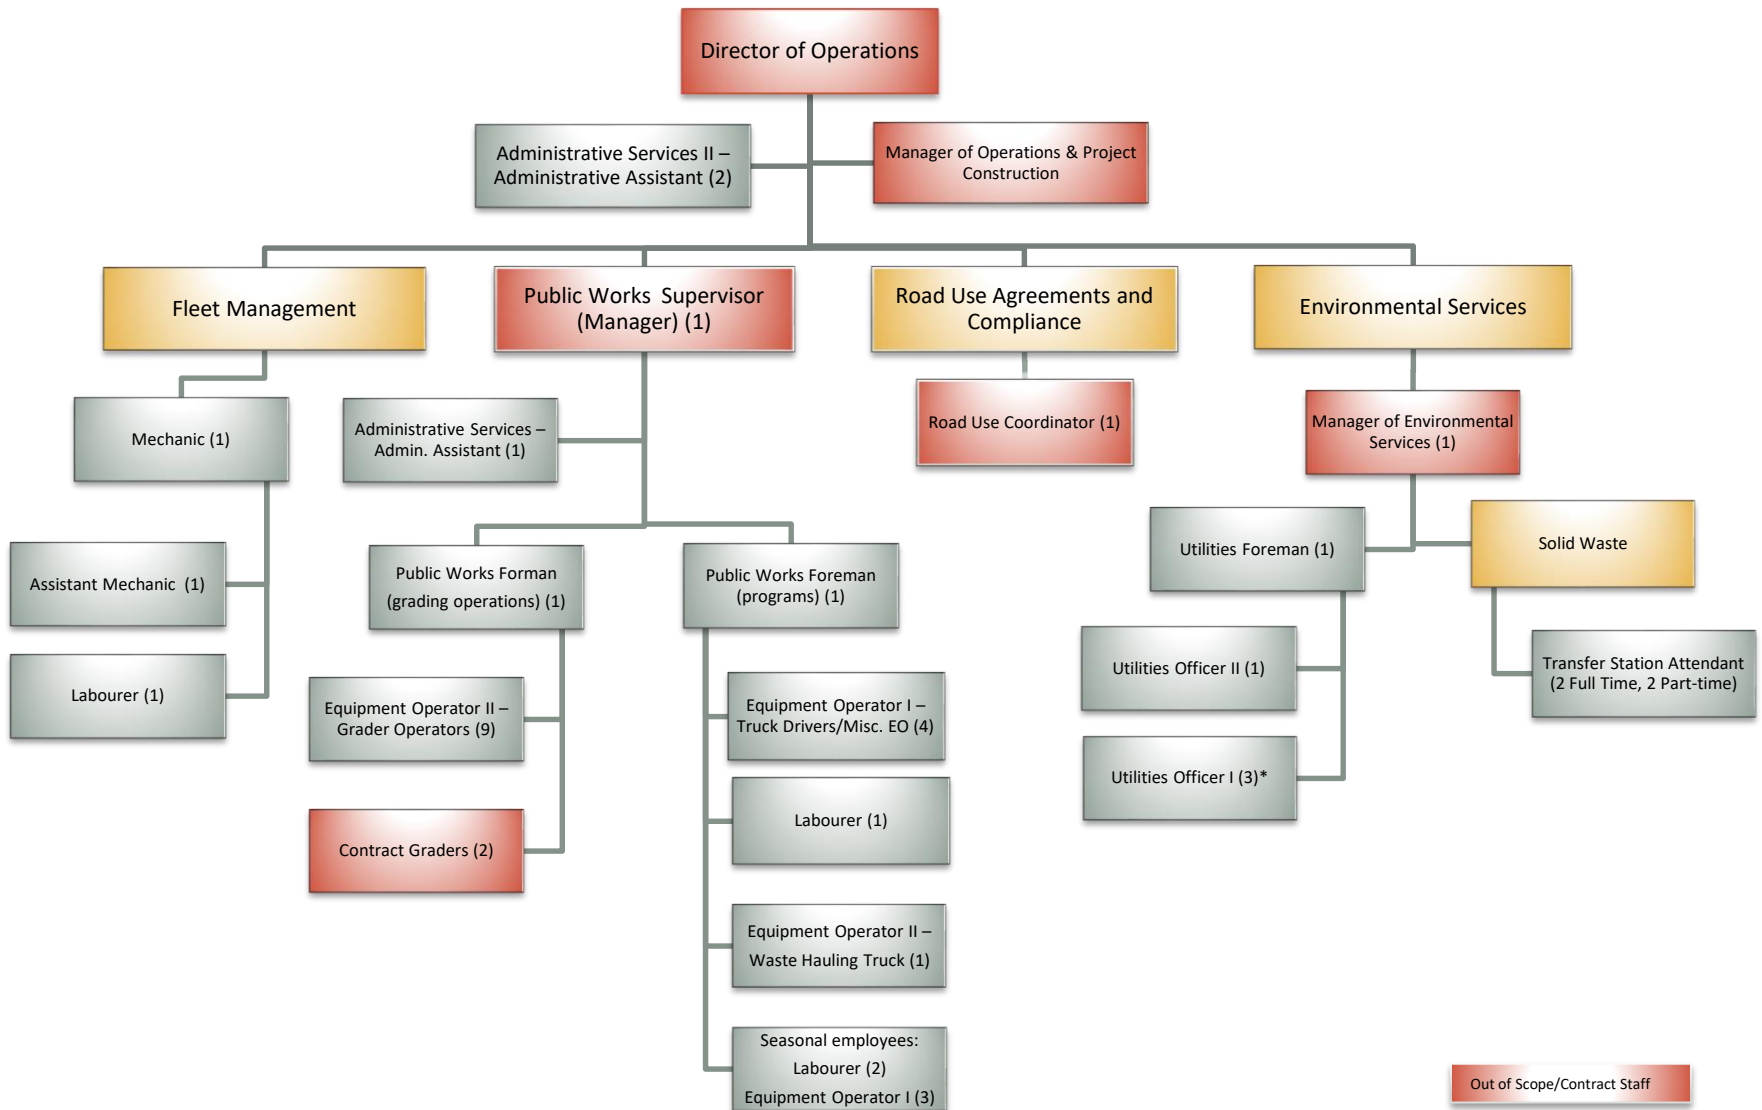 Director of Operations
Administrative Services II –
Administrative Assistant (2)
Manager of Operations & Project
Construction
Fleet Management
Public Works Supervisor
(Manager) (1)
Road Use Agreements and
Compliance
Environmental Services
Mechanic (1)
Administrative Services –
Admin. Assistant (1)
Road Use Coordinator (1)
Manager of Environmental
Services (1)
Assistant Mechanic (1)
Labourer (1)
Public Works Forman
(grading operations) (1)
Public Works Foreman
(programs) (1)
Utilities Foreman (1)
Solid Waste
Equipment Operator II –
Grader Operators (9)
Contract Graders (2)
Equipment Operator I –
Truck Drivers/Misc. EO (4)
Labourer (1)
Equipment Operator II –
Waste Hauling Truck (1)
Seasonal employees:
Labourer (2)
Equipment Operator I (3)
Utilities Officer II (1)
Utilities Officer I (3)*
Transfer Station Attendant
(2 Full Time, 2 Part-time)
Out of Scope/Contract Staff